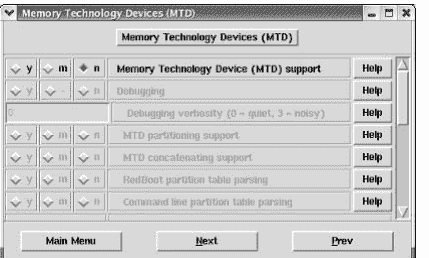 Memory Technology Devices (MTD)
Memory Technology Devices (MTD)
y m n Memory Technology Device (MTD) support Help
y - n Debugging Help
0 Debugging verbosity (0 = quiet, 3 = noisy) Help
y m n MTD partitioning support Help
y m n MTD concatenating support Help
y m n RedBoot partition table parsing Help
y m n Command line partition table parsing Help
Main Menu Next Prev